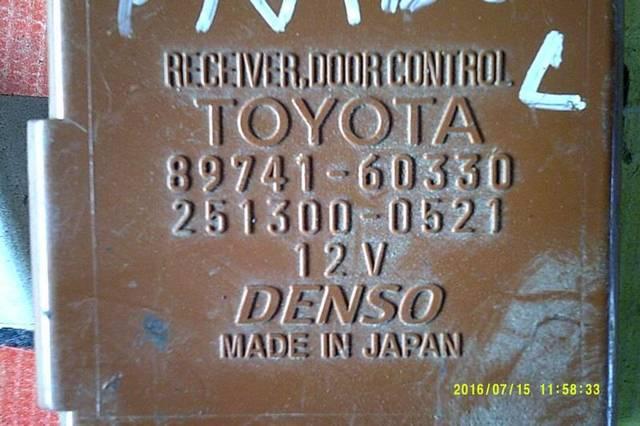 RECEIVER, DOOR CONTROL
L
TOYOTA
89741-60330
251300-0521
12V
DENSO
MADE IN JAPAN
2016/07/15 11:58:33